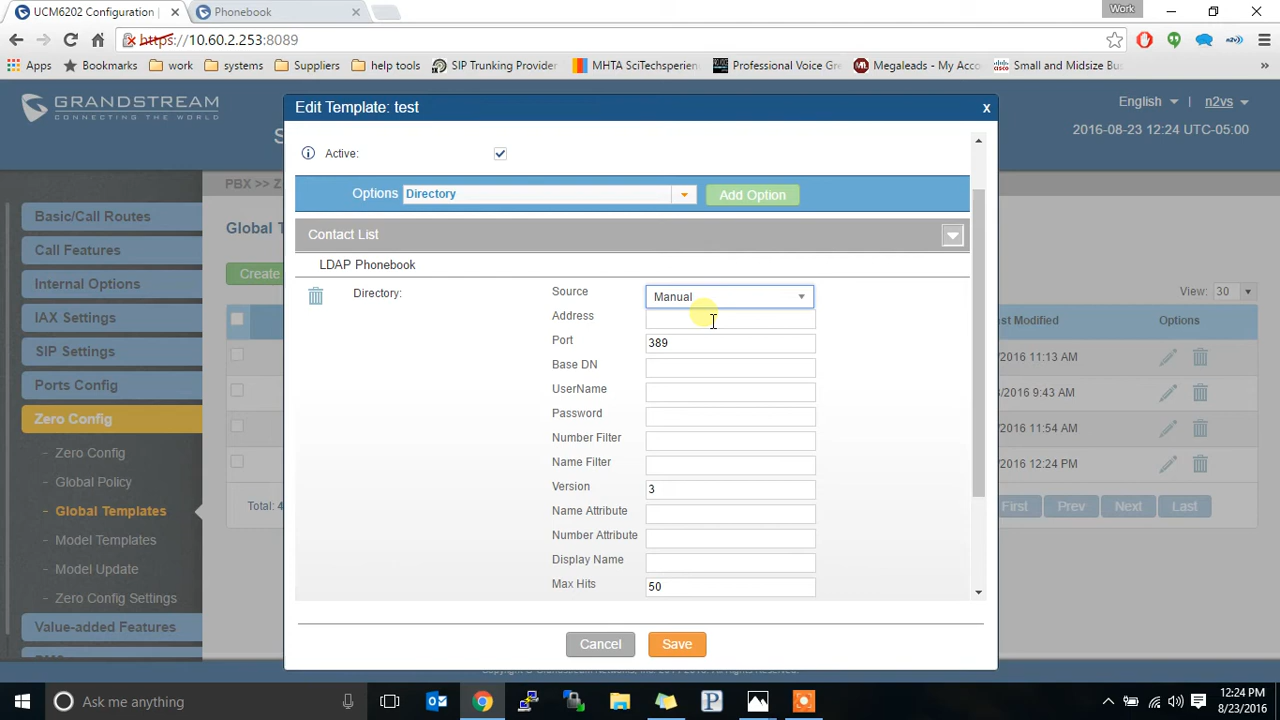 UCM6202 Configuration
Phonebook
Work
https://10.60.2.253:8089
Apps
Bookmarks
work
systems
Suppliers
help tools
SIP Trunking Provider
MHTA SciTechsperien
Professional Voice Gre
Megaleads - My Acco
Small and Midsize Bus
GRANDSTREAM
CONNECTING THE WORLD
English
n2vs
2016-08-23 12:24 UTC-05:00
Edit Template: test
X
Active:
Options
Directory
Add Option
Contact List
LDAP Phonebook
Directory:
Source
Manual
Address
Port
389
Base DN
UserName
Password
Number Filter
Name Filter
Version
3
Name Attribute
Number Attribute
Display Name
Max Hits
50
Cancel
Save
Basic/Call Routes
Call Features
Internal Options
IAX Settings
SIP Settings
Ports Config
Zero Config
- Zero Config
- Global Policy
- Global Templates
- Model Templates
- Model Update
- Zero Config Settings
Value-added Features
PBX >> Z
Global T
Create
Total: 4
View: 30
Last Modified
Options
/2016 11:13 AM
3/2016 9:43 AM
/2016 11:54 AM
/2016 12:24 PM
First
Prev
Next
Last
Ask me anything
12:24 PM
8/23/2016